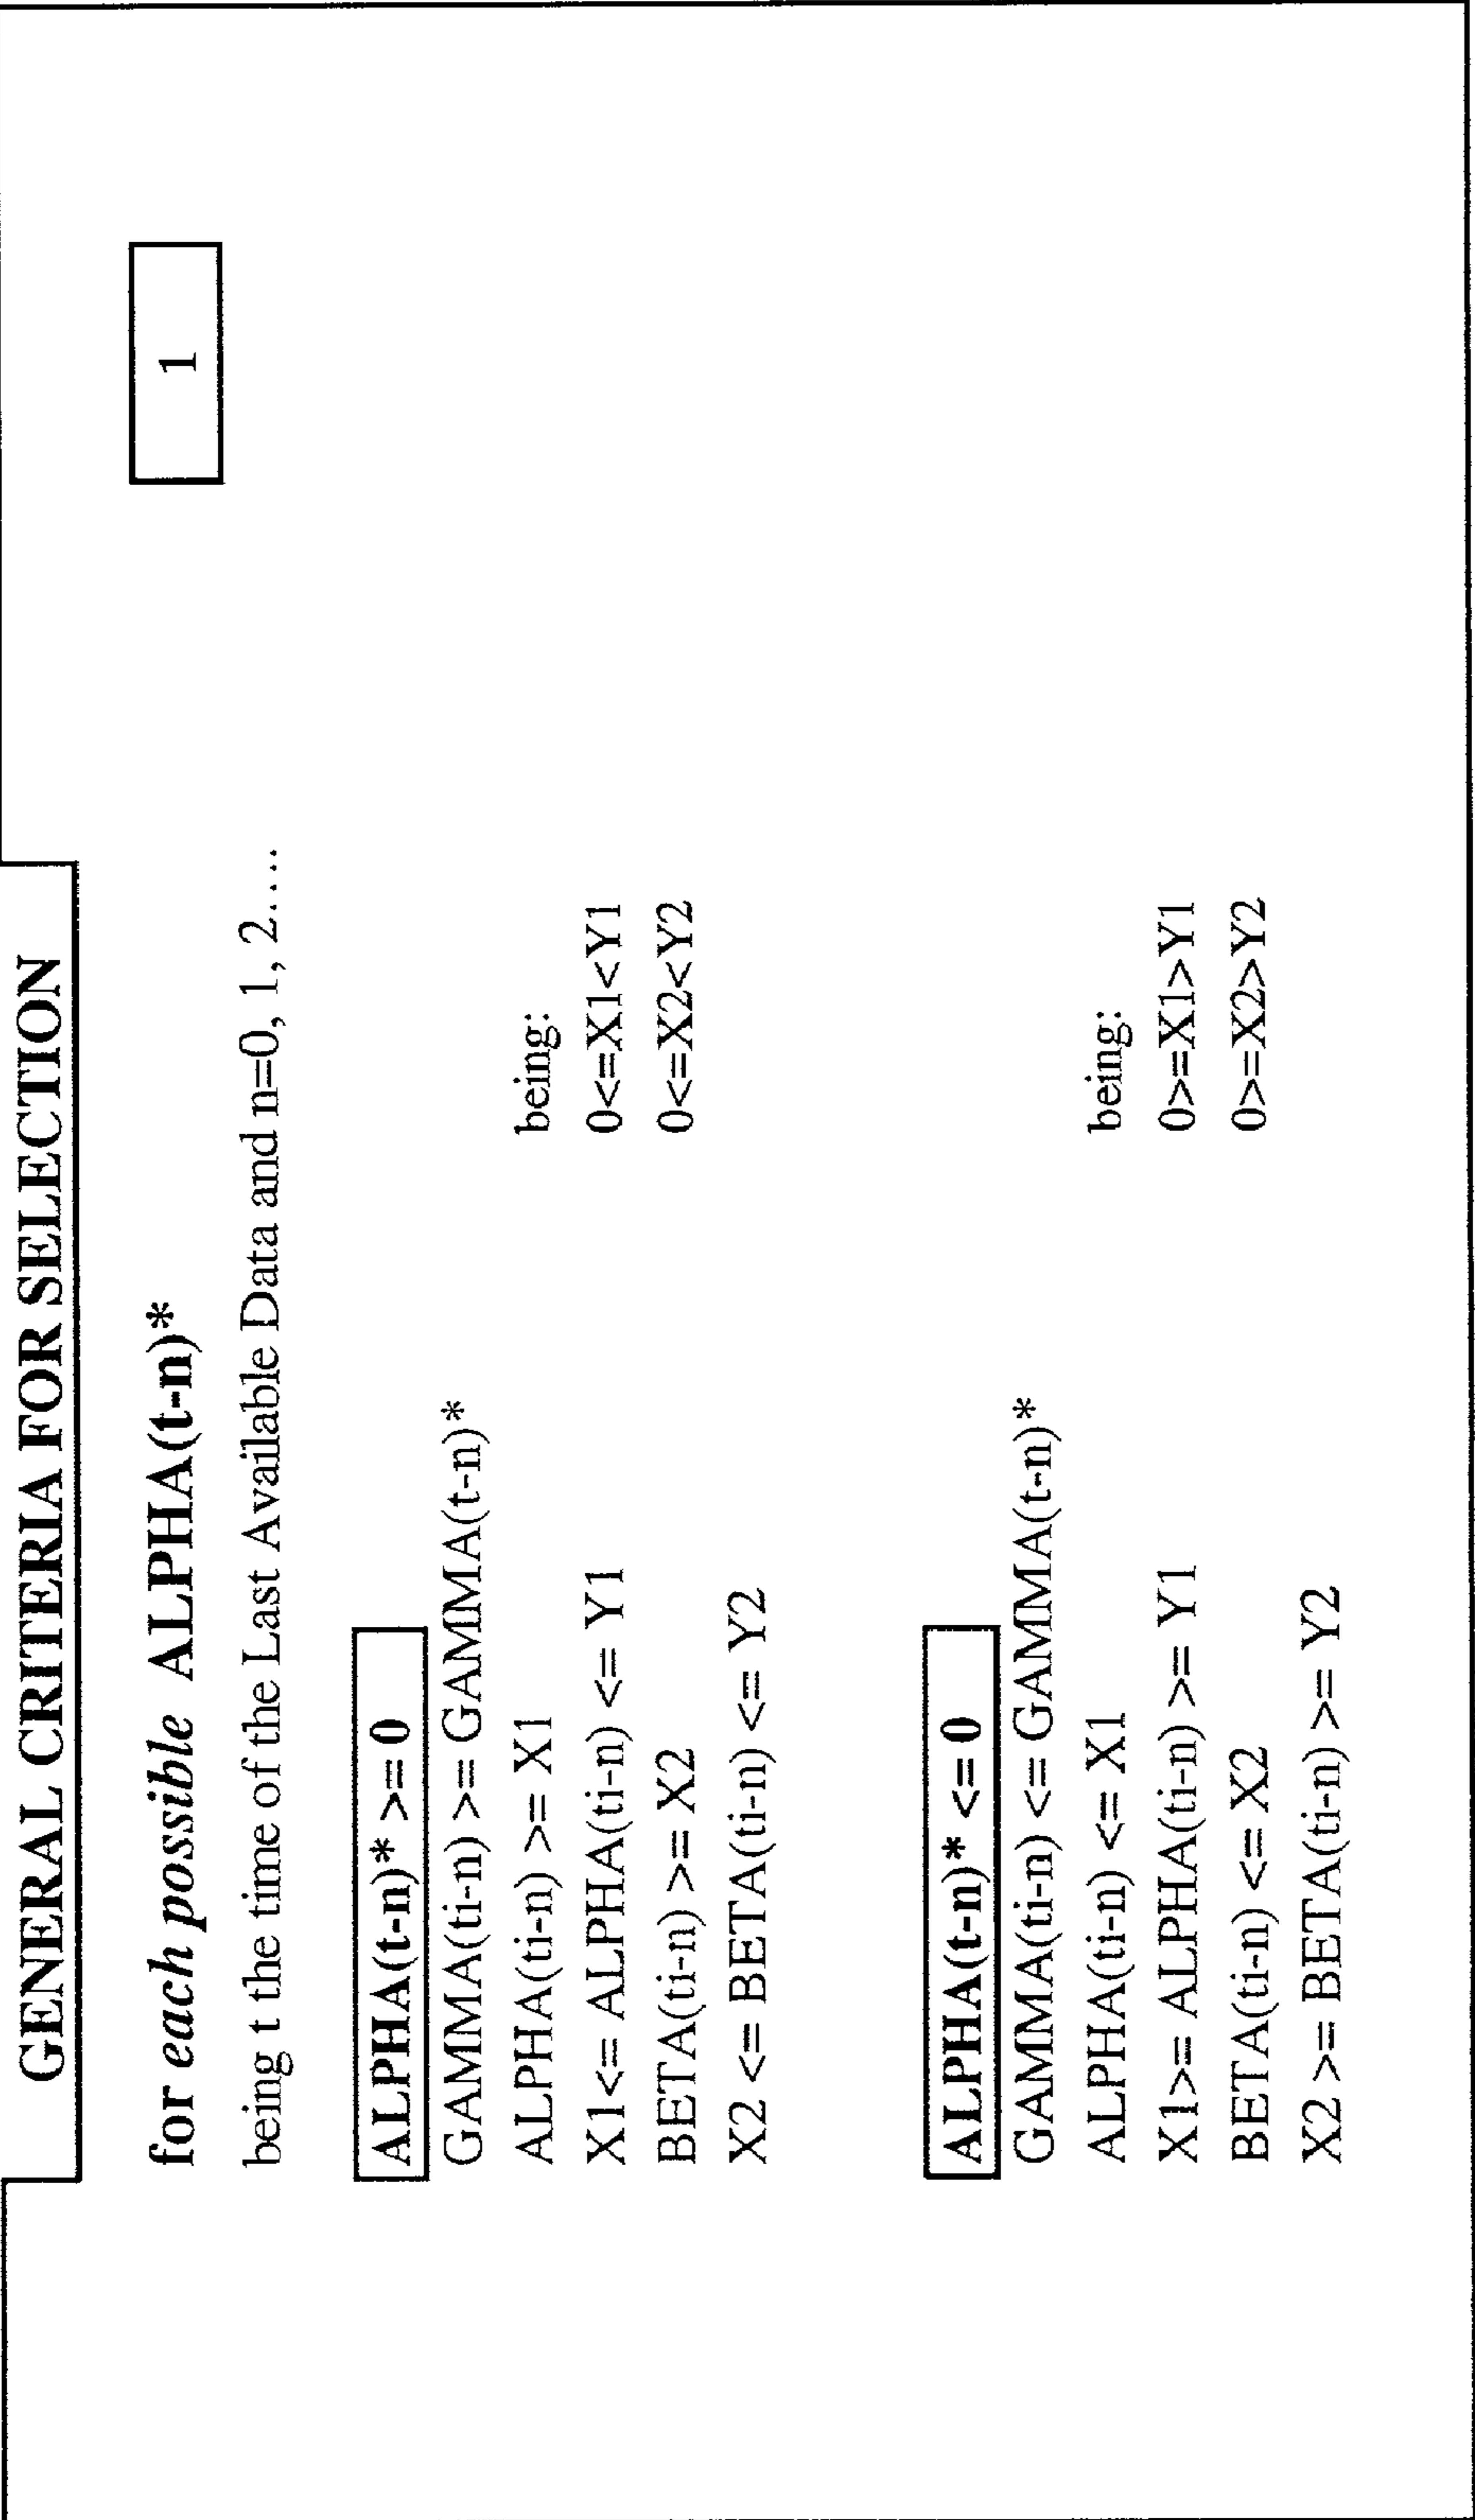 GENERAL CRITERIA FOR SELECTION
for each possible ALPHA(t-n)*
1
being t the time of the Last Available Data and n=0, 1, 2....
ALPHA(t-n)* >= 0
GAMMA(ti-n) >= GAMMA(t-n)*
ALPHA(ti-n) >= X1
being:
X1<= ALPHA(ti-n) <= Y1
0<=X1<Y1
BETA(ti-n) >= X2
0<=X2<Y2
X2 <= BETA(ti-n) <= Y2
ALPHA(t-n)* <= 0
GAMMA(ti-n) <= GAMMA(t-n)*
ALPHA(ti-n) <= X1
being:
X1>= ALPHA(ti-n) >= Y1
0>=X1>Y1
BETA(ti-n) <= X2
0>=X2>Y2
X2 >= BETA(ti-n) >= Y2